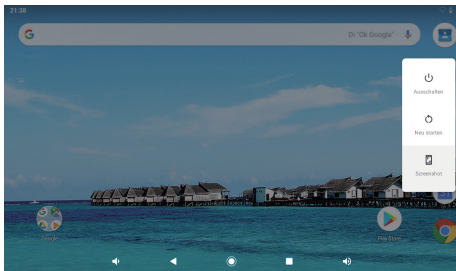 21:38
G
Di "Ok Google"
Ausschalten
Neu starten
Screenshot
Google
Play Store